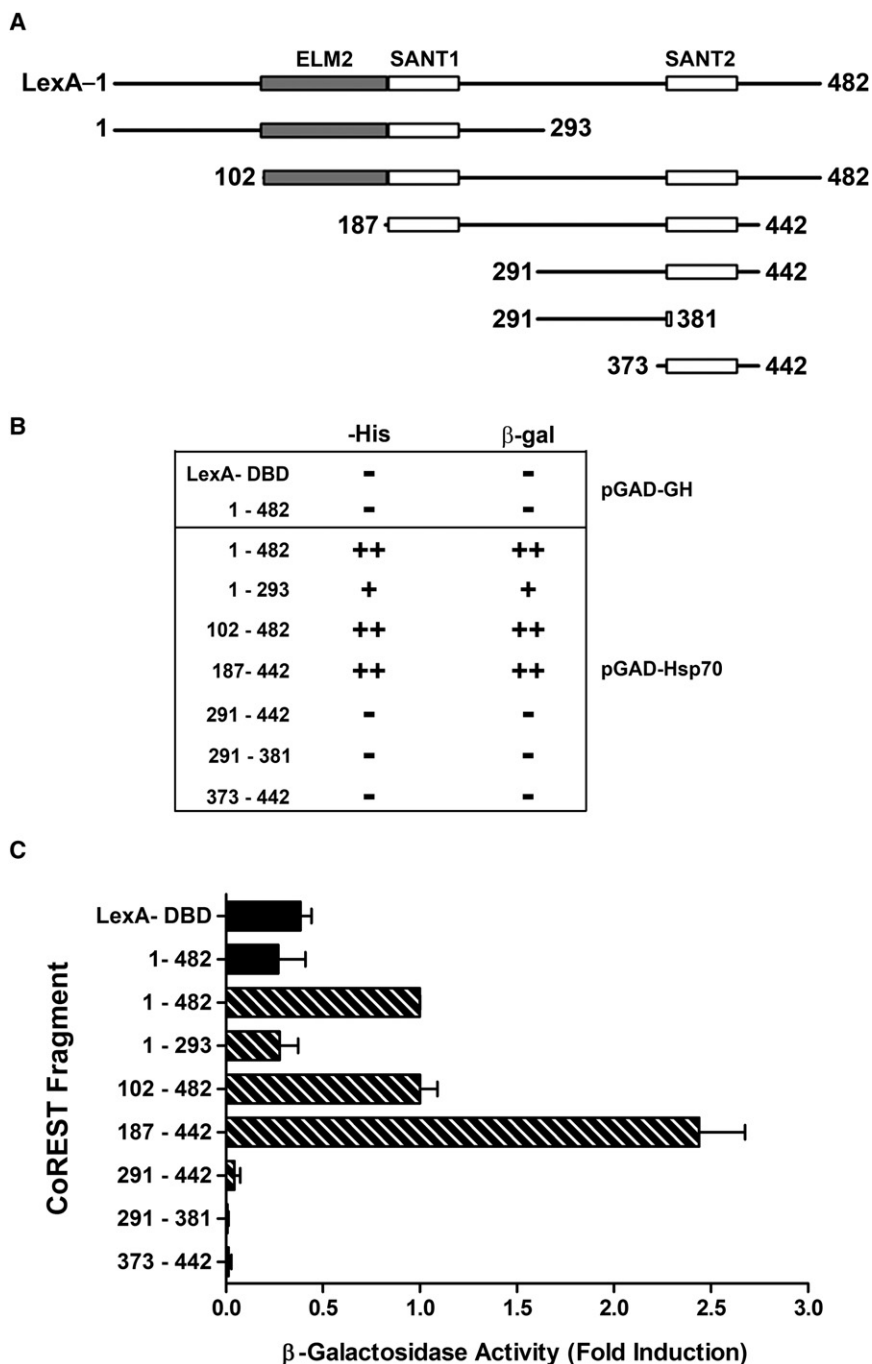 A
ELM2 SANT1 SANT2
LexA–1 482
1 293
102 482
187 442
291 442
291 381
373 442
B
-His β-gal
LexA- DBD - -
1 - 482 - -
pGAD-GH
1 - 482 ++ ++
1 - 293 + +
102 - 482 ++ ++
187- 442 ++ ++
pGAD-Hsp70
291 - 442 - -
291 - 381 - -
373 - 442 - -
C
CoREST Fragment
LexA- DBD
1- 482
1 - 482
1 - 293
102 - 482
187 - 442
291 - 442
291 - 381
373 - 442
0.0 0.5 1.0 1.5 2.0 2.5 3.0
β-Galactosidase Activity (Fold Induction)